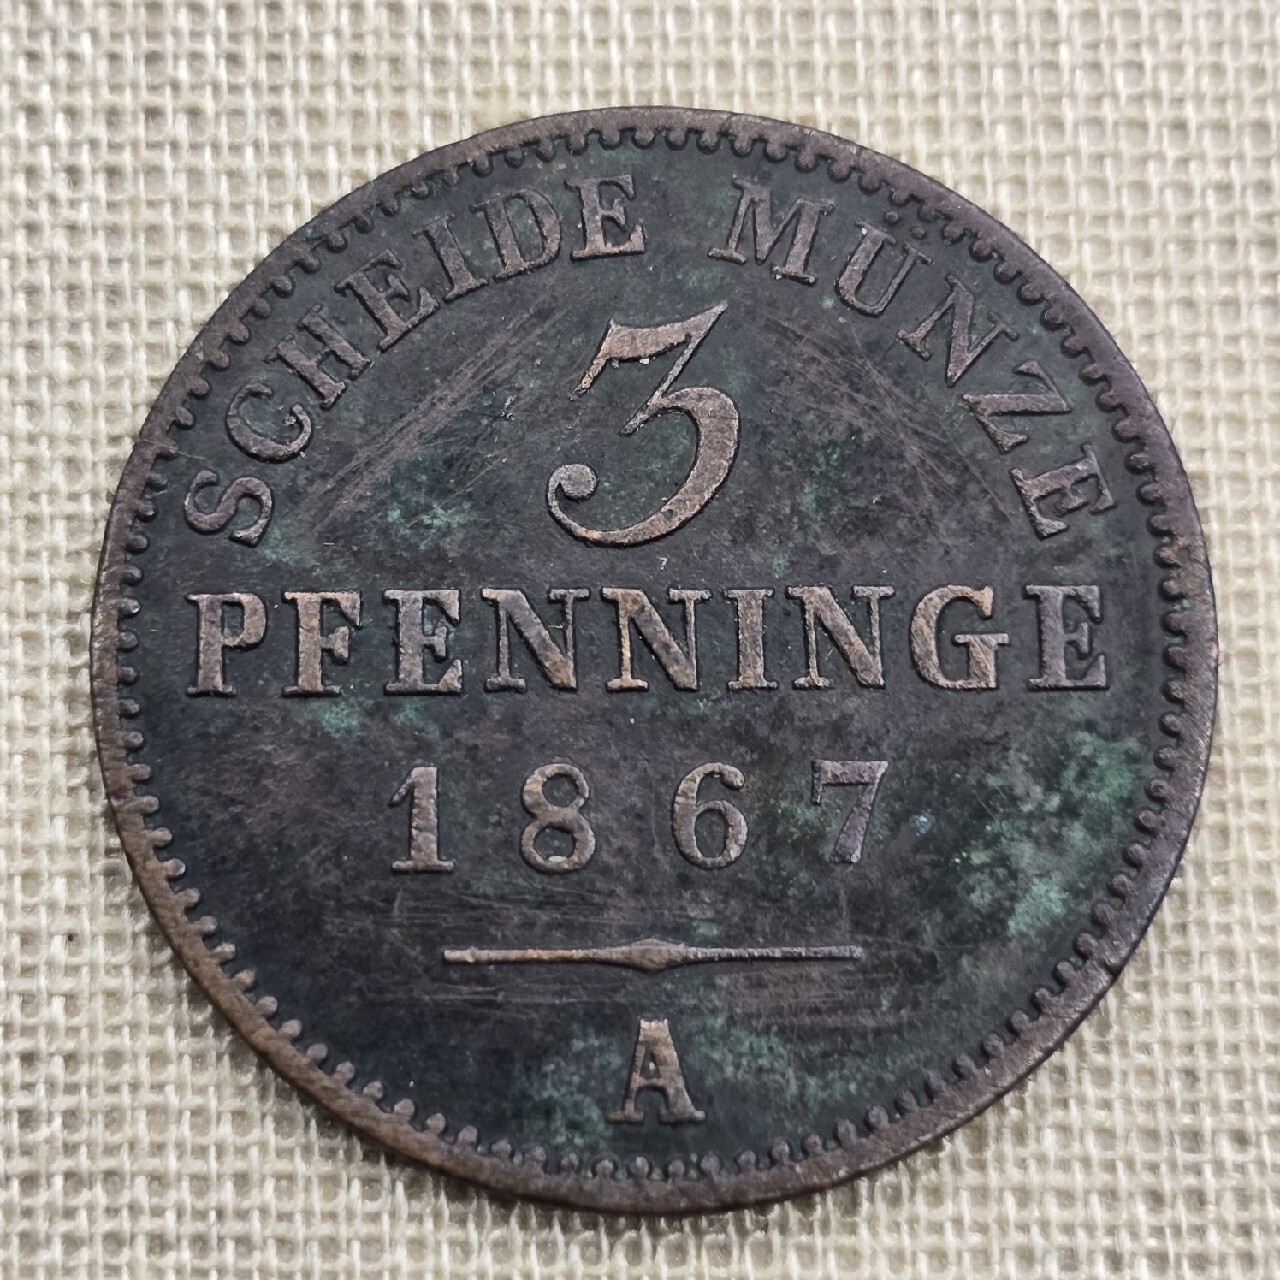 SCHEIDE MÜNZE
3
PFENNINGE
1867
A